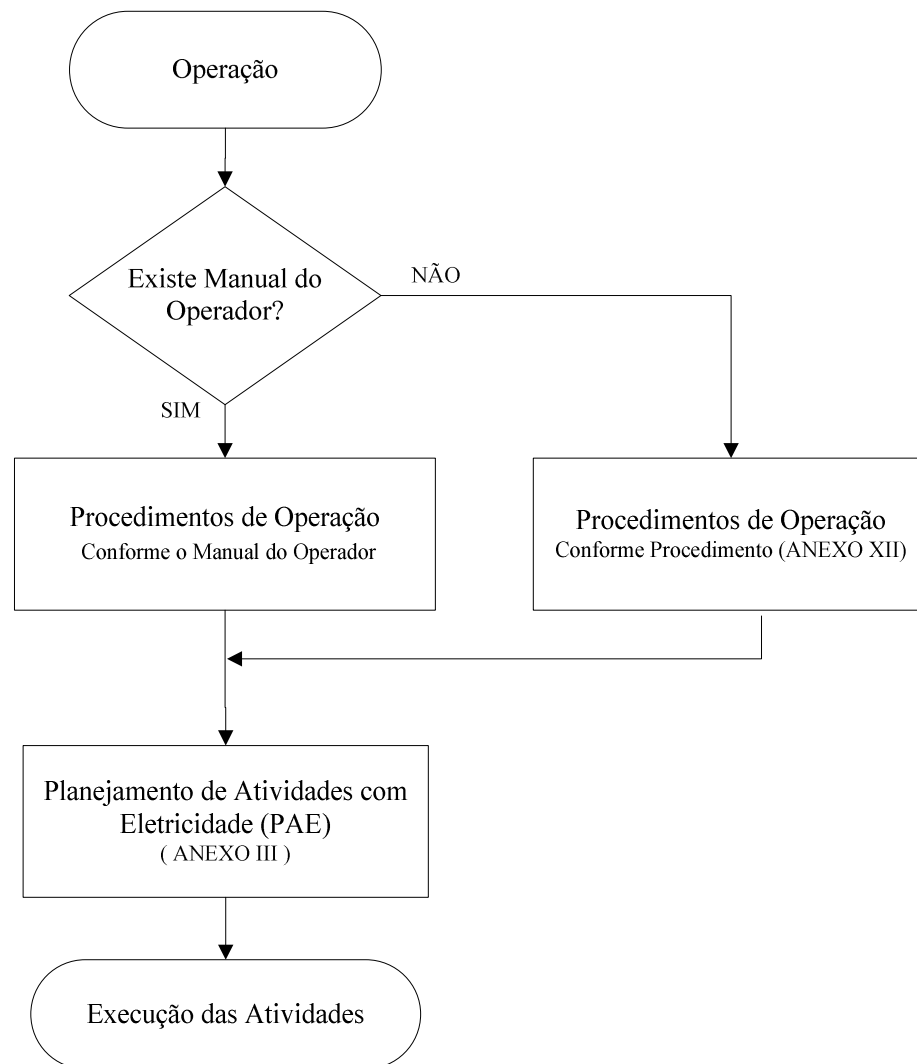 Operação
Existe Manual do
Operador?
NÃO
SIM
Procedimentos de Operação
Conforme o Manual do Operador
Procedimentos de Operação
Conforme Procedimento (ANEXO XII)
Planejamento de Atividades com
Eletricidade (PAE)
( ANEXO III )
Execução das Atividades